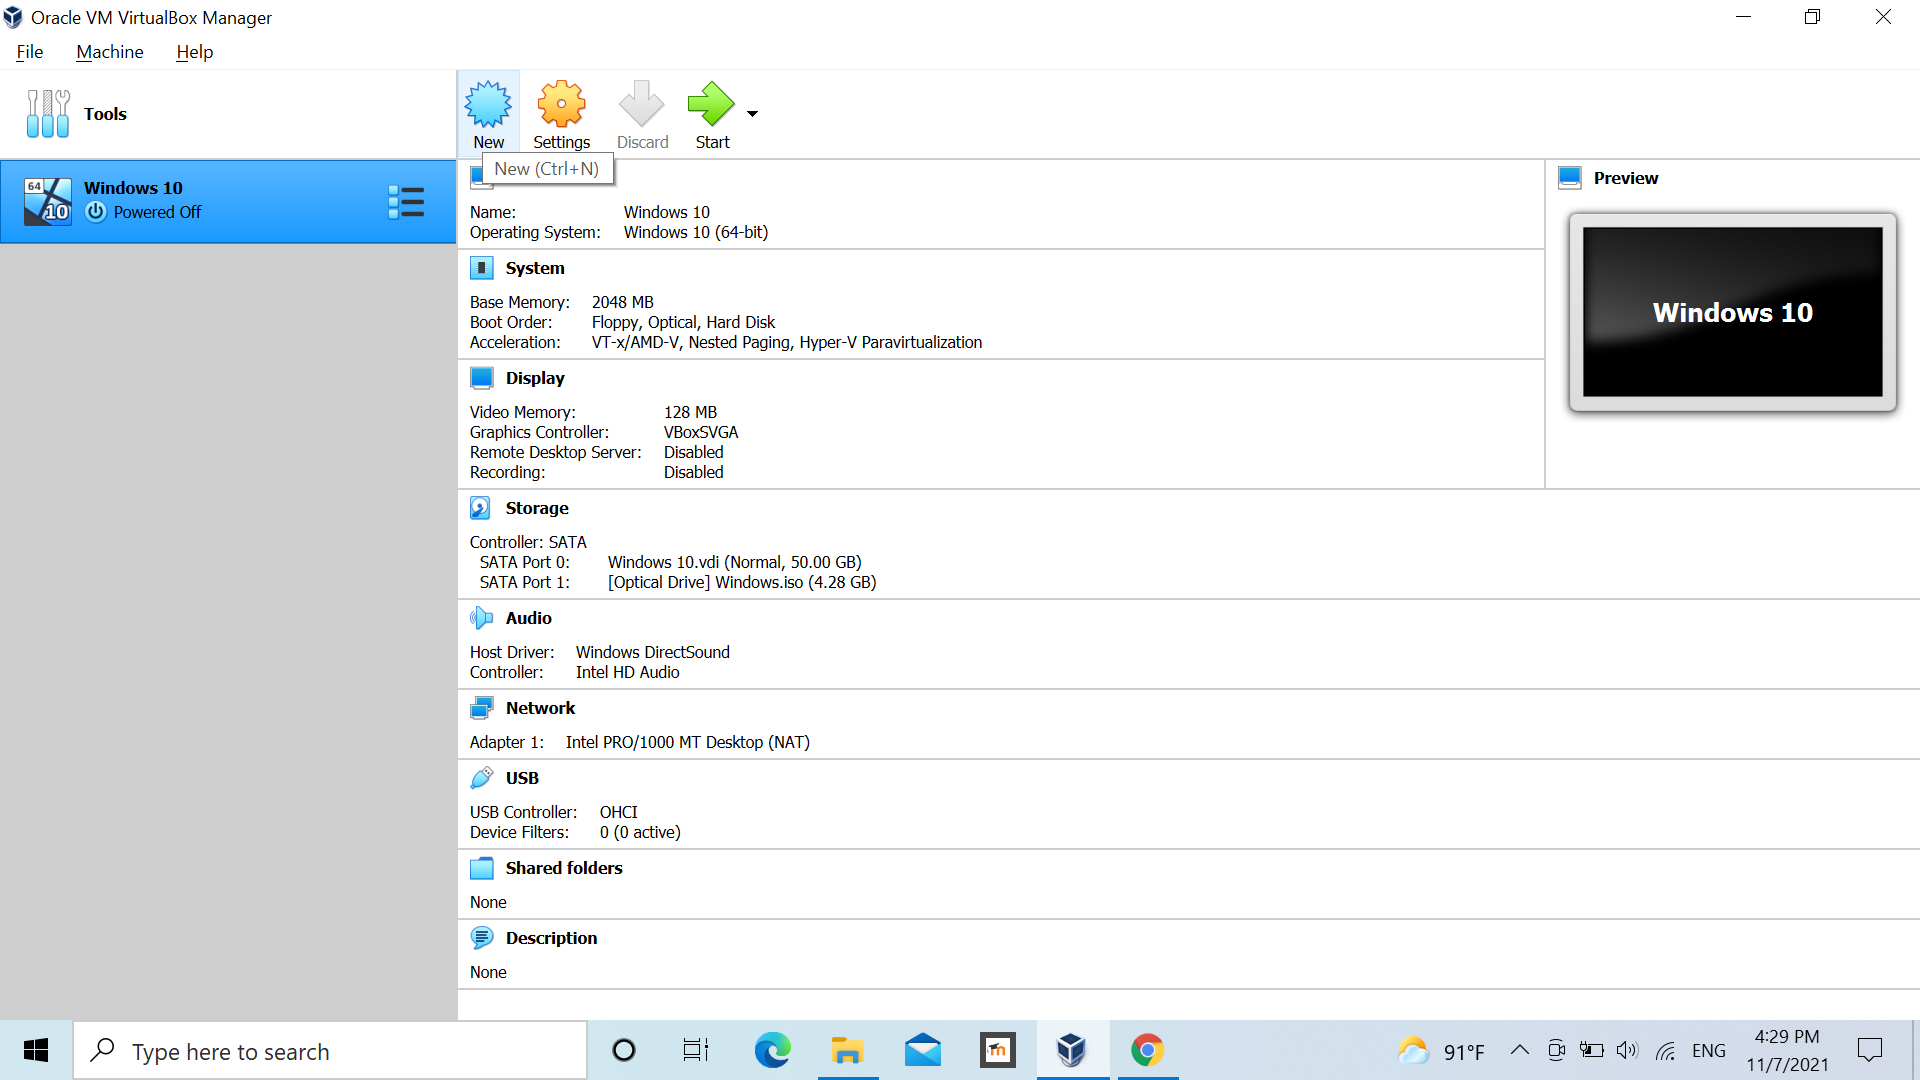 Oracle VM VirtualBox Manager
File Machine Help
Tools
New Settings Discard Start
New (Ctrl+N)
64
10
Windows 10
Powered Off
Name: Windows 10
Operating System: Windows 10 (64-bit)
System
Base Memory: 2048 MB
Boot Order: Floppy, Optical, Hard Disk
Acceleration: VT-x/AMD-V, Nested Paging, Hyper-V Paravirtualization
Display
Video Memory: 128 MB
Graphics Controller: VBoxSVGA
Remote Desktop Server: Disabled
Recording: Disabled
Preview
Windows 10
Storage
Controller: SATA
SATA Port 0: Windows 10.vdi (Normal, 50.00 GB)
SATA Port 1: [Optical Drive] Windows.iso (4.28 GB)
Audio
Host Driver: Windows DirectSound
Controller: Intel HD Audio
Network
Adapter 1: Intel PRO/1000 MT Desktop (NAT)
USB
USB Controller: OHCI
Device Filters: 0 (0 active)
Shared folders
None
Description
None
Type here to search
m
91°F
ENG
4:29 PM
11/7/2021